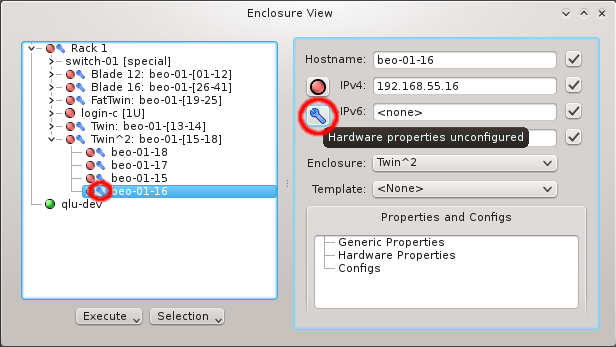 Enclosure View
Rack 1
switch-01 [special]
Blade 12: beo-01-[01-12]
Blade 16: beo-01-[26-41]
FatTwin: beo-01-[19-25]
login-c [1U]
Twin: beo-01-[13-14]
Twin^2: beo-01-[15-18]
beo-01-18
beo-01-17
beo-01-15
beo-01-16
qlu-dev
Execute
Selection
Hostname: beo-01-16
IPv4: 192.168.55.16
IPv6: <none>
Hardware properties unconfigured
Enclosure: Twin^2
Template: <None>
Properties and Configs
Generic Properties
Hardware Properties
Configs